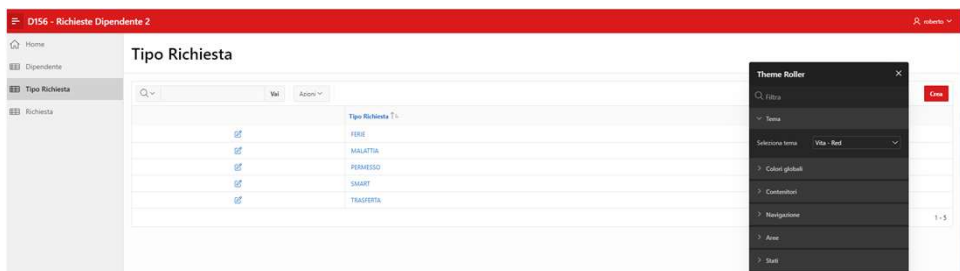 D156 - Richieste Dipendente 2
roberto
Home
Dipendente
Tipo Richiesta
Richiesta
Tipo Richiesta
Vai
Azioni
Crea
Tipo Richiesta
FERIE
MALATTIA
PERMESSO
SMART
TRASFERTA
1 - 5
Theme Roller
Filtra
Tema
Seleziona tema Vita - Red
Colori globali
Contenitori
Navigazione
Aree
Stati